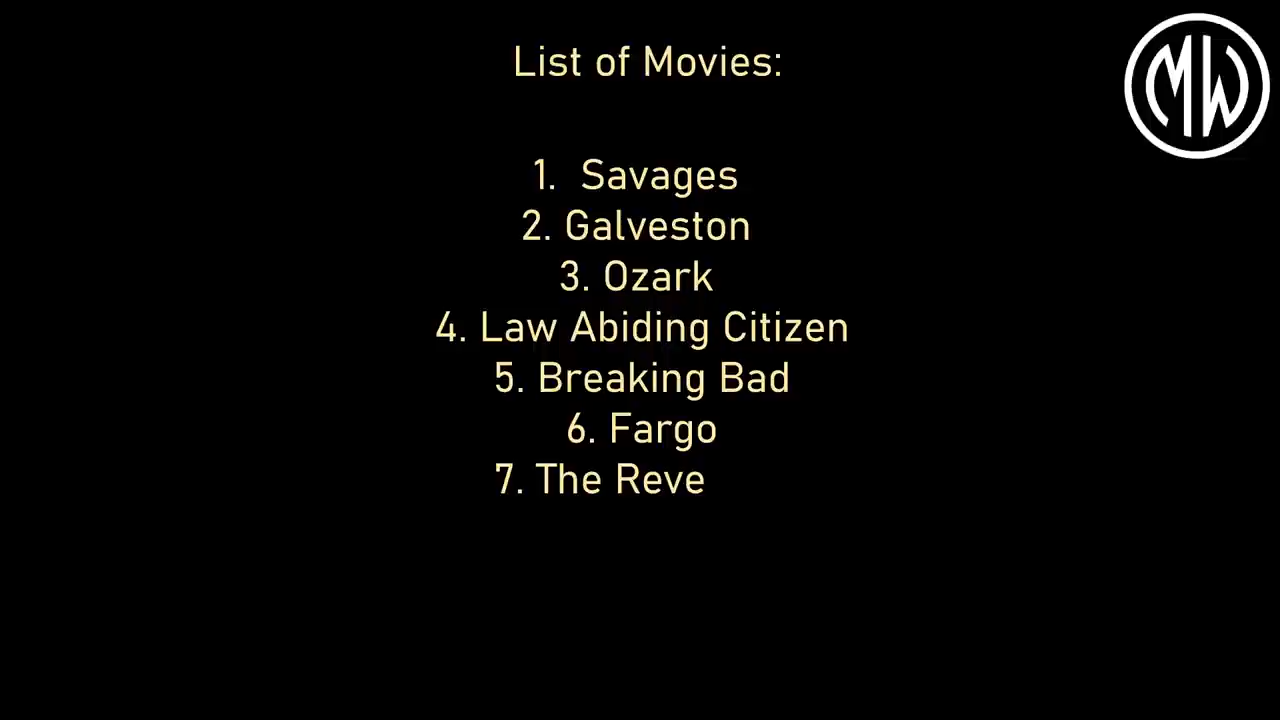 List of Movies:
MW
1. Savages
2. Galveston
3. Ozark
4. Law Abiding Citizen
5. Breaking Bad
6. Fargo
7. The Reve